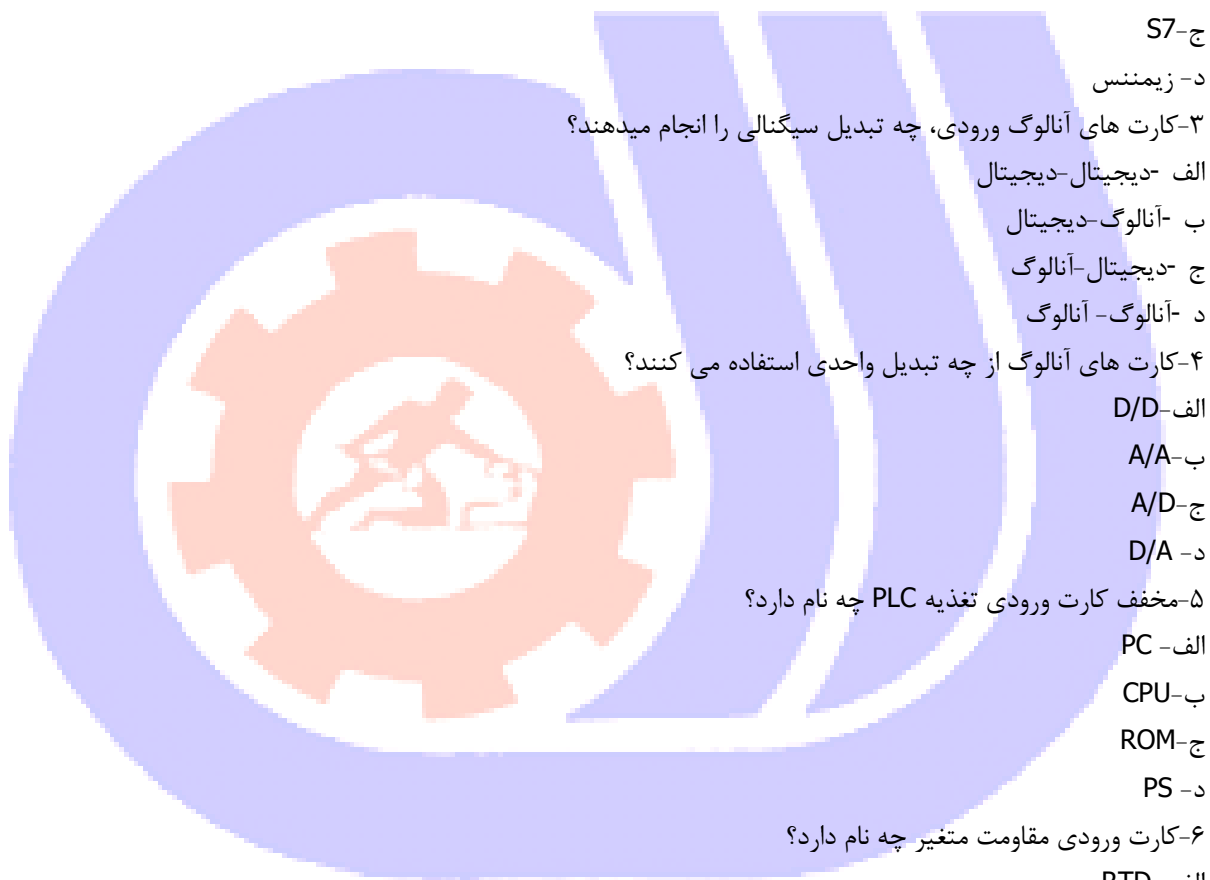 ج-S7
د- زیمننس
۳-کارت های آنالوگ ورودی، چه تبدیل سیگنالی را انجام میدهند؟
الف -دیجیتال-دیجیتال
ب -آنالوگ-دیجیتال
ج -دیجیتال-آنالوگ
د -آنالوگ- آنالوگ
۴-کارت های آنالوگ از چه تبدیل واحدی استفاده می کنند؟
الف-D/D
ب-A/A
ج-A/D
د- D/A
۵-مخفف کارت ورودی تغذیه PLC چه نام دارد؟
الف- PC
ب-CPU
ج-ROM
د- PS
۶-کارت ورودی مقاومت متغیر چه نام دارد؟
الف- RTD